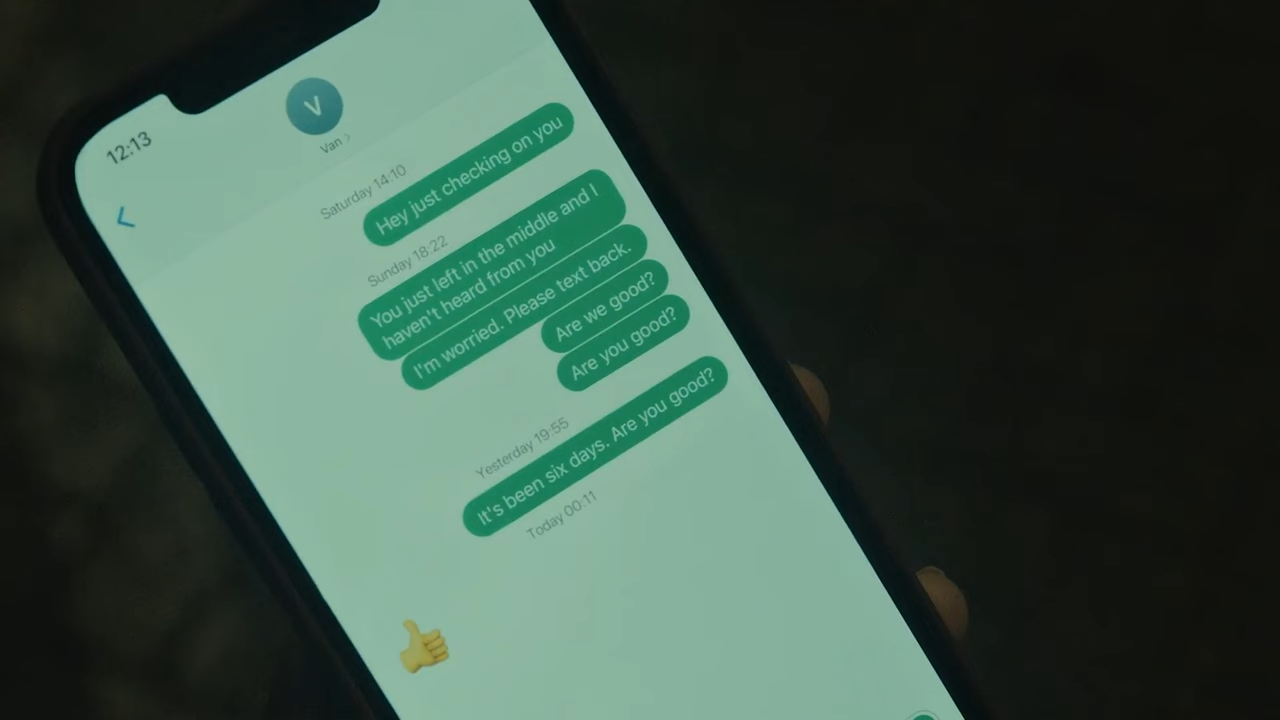 12:13
V
Van >
Saturday 14:10
Hey just checking on you
Sunday 18:22
You just left in the middle and I
haven't heard from you
I'm worried. Please text back.
Are we good?
Are you good?
Yesterday 19:55
It's been six days. Are you good?
Today 00:11
👍